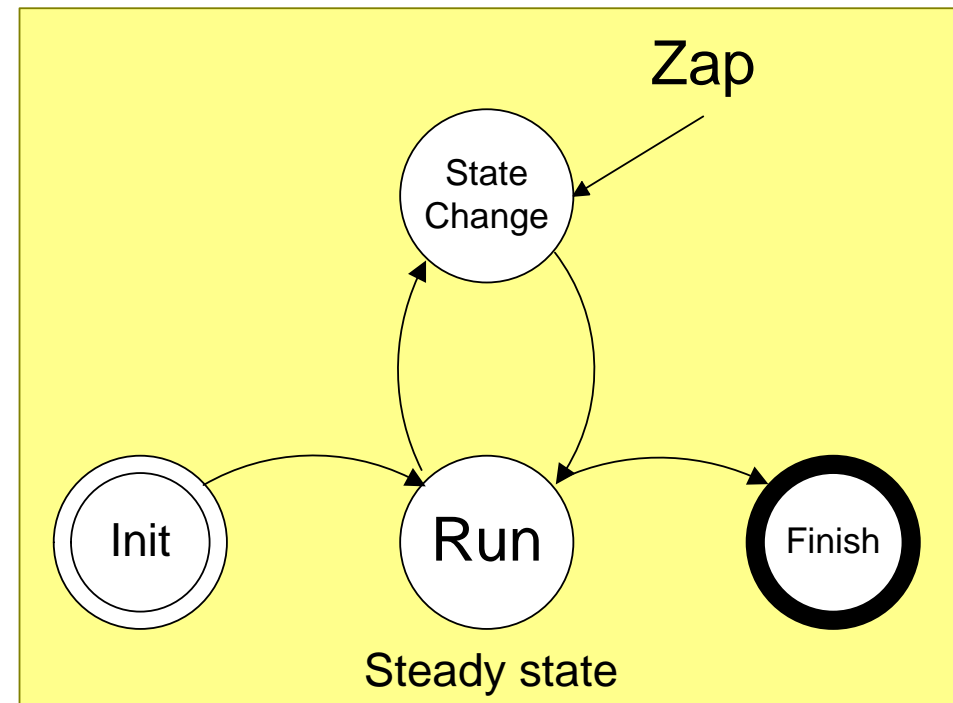 Zap
State
Change
Init
Run
Finish
Steady state